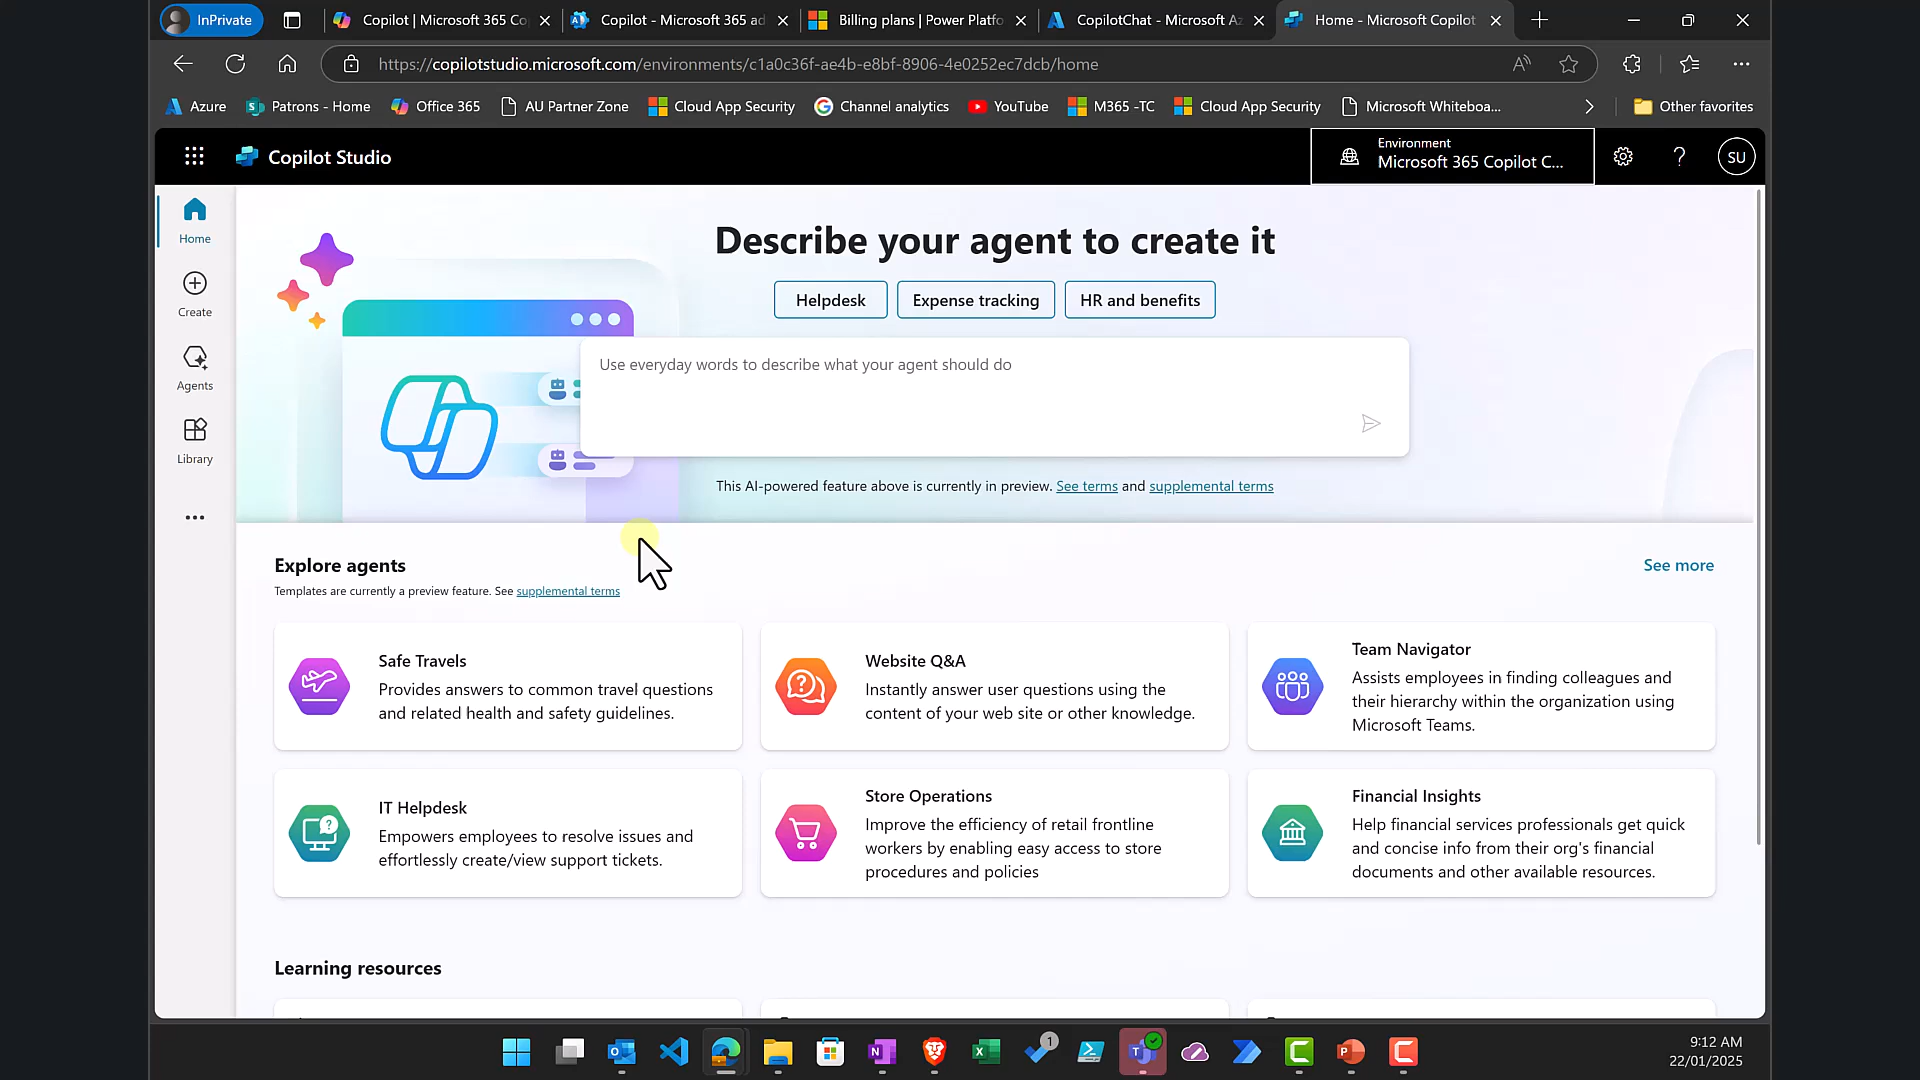 InPrivate
Copilot | Microsoft 365 Co
Copilot - Microsoft 365 ad
Billing plans | Power Platfo
CopilotChat - Microsoft Az
Home - Microsoft Copilot
https://copilotstudio.microsoft.com/environments/c1a0c36f-ae4b-e8bf-8906-4e0252ec7dcb/home
Azure
Patrons - Home
Office 365
AU Partner Zone
Cloud App Security
Channel analytics
YouTube
M365 -TC
Cloud App Security
Microsoft Whiteboa...
Other favorites
Copilot Studio
Environment
Microsoft 365 Copilot C...
SU
Home
Create
Agents
Library
Describe your agent to create it
Helpdesk
Expense tracking
HR and benefits
Use everyday words to describe what your agent should do
This AI-powered feature above is currently in preview. See terms and supplemental terms
Explore agents
See more
Templates are currently a preview feature. See supplemental terms
Safe Travels
Provides answers to common travel questions
and related health and safety guidelines.
Website Q&A
Instantly answer user questions using the
content of your web site or other knowledge.
Team Navigator
Assists employees in finding colleagues and
their hierarchy within the organization using
Microsoft Teams.
IT Helpdesk
Empowers employees to resolve issues and
effortlessly create/view support tickets.
Store Operations
Improve the efficiency of retail frontline
workers by enabling easy access to store
procedures and policies
Financial Insights
Help financial services professionals get quick
and concise info from their org's financial
documents and other available resources.
Learning resources
1
9:12 AM
22/01/2025